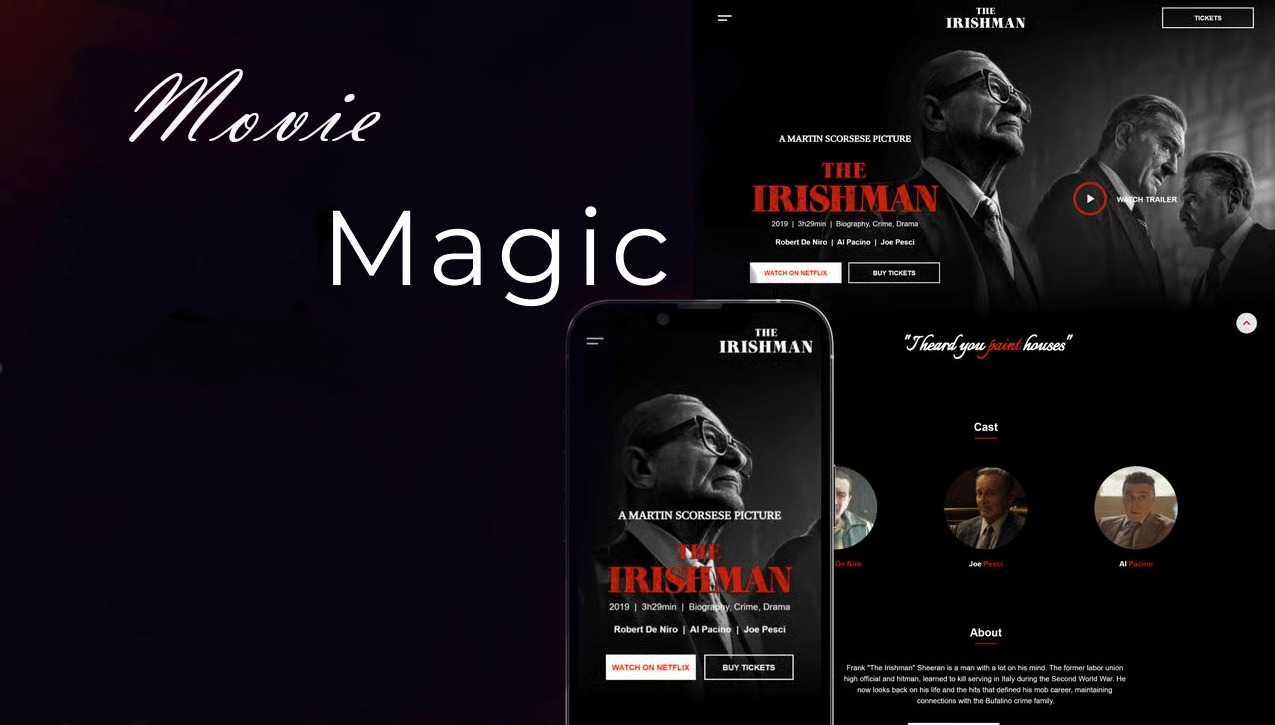 Movie
Magic
THE
IRISHMAN
TICKETS
A MARTIN SCORSESE PICTURE
THE
IRISHMAN
2019 | 3h29min | Biography, Crime, Drama
Robert De Niro | Al Pacino | Joe Pesci
WATCH ON NETFLIX
BUY TICKETS
WATCH TRAILER
"I heard you paint houses"
Cast
De Niro
Joe Pesci
Al Pacino
About
Frank "The Irishman" Sheeran is a man with a lot on his mind. The former labor union
high official and hitman, learned to kill serving in Italy during the Second World War. He
now looks back on his life and the hits that defined his mob career, maintaining
connections with the Bufalino crime family.
THE
IRISHMAN
A MARTIN SCORSESE PICTURE
THE
IRISHMAN
2019 | 3h29min | Biography, Crime, Drama
Robert De Niro | Al Pacino | Joe Pesci
WATCH ON NETFLIX
BUY TICKETS